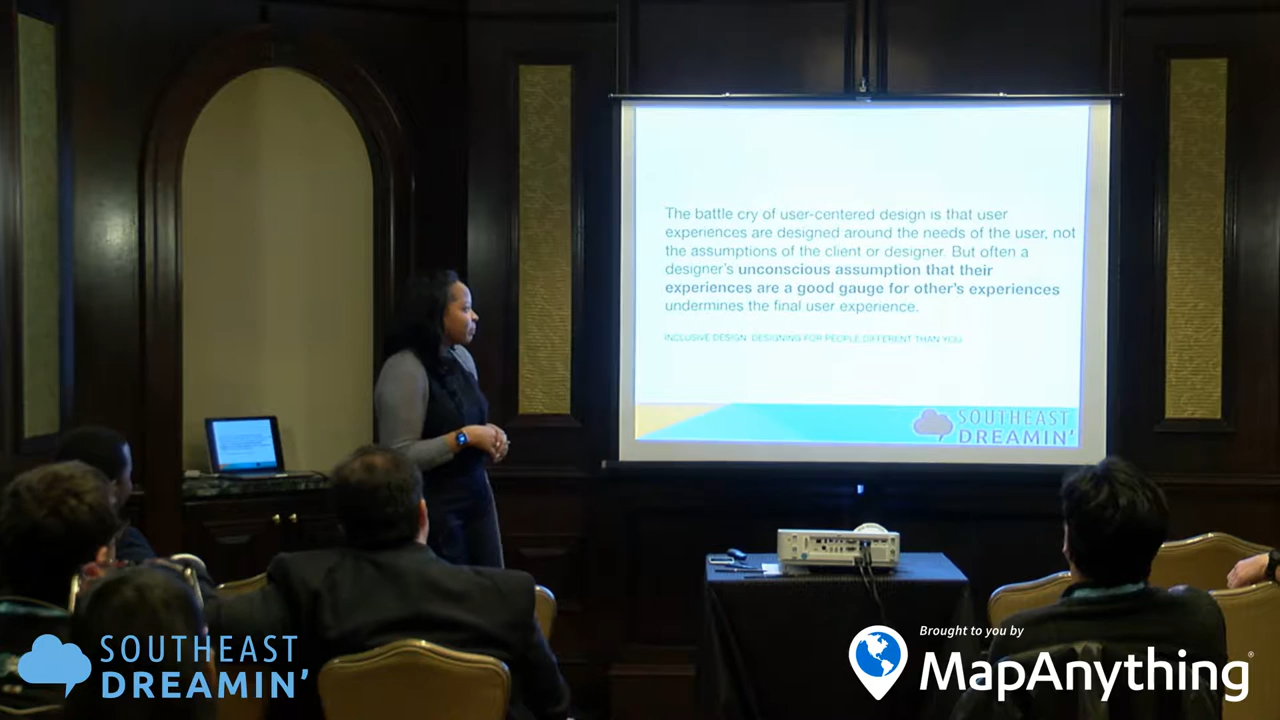 The battle cry of user-centered design is that user
experiences are designed around the needs of the user, not
the assumptions of the client or designer. But often a
designer's unconscious assumption that their
experiences are a good gauge for other's experiences
undermines the final user experience.
INCLUSIVE DESIGN: DESIGNING FOR PEOPLE DIFFERENT THAN YOU
SOUTHEAST
DREAMIN'
SOUTHEAST
DREAMIN'
Brought to you by
MapAnything®